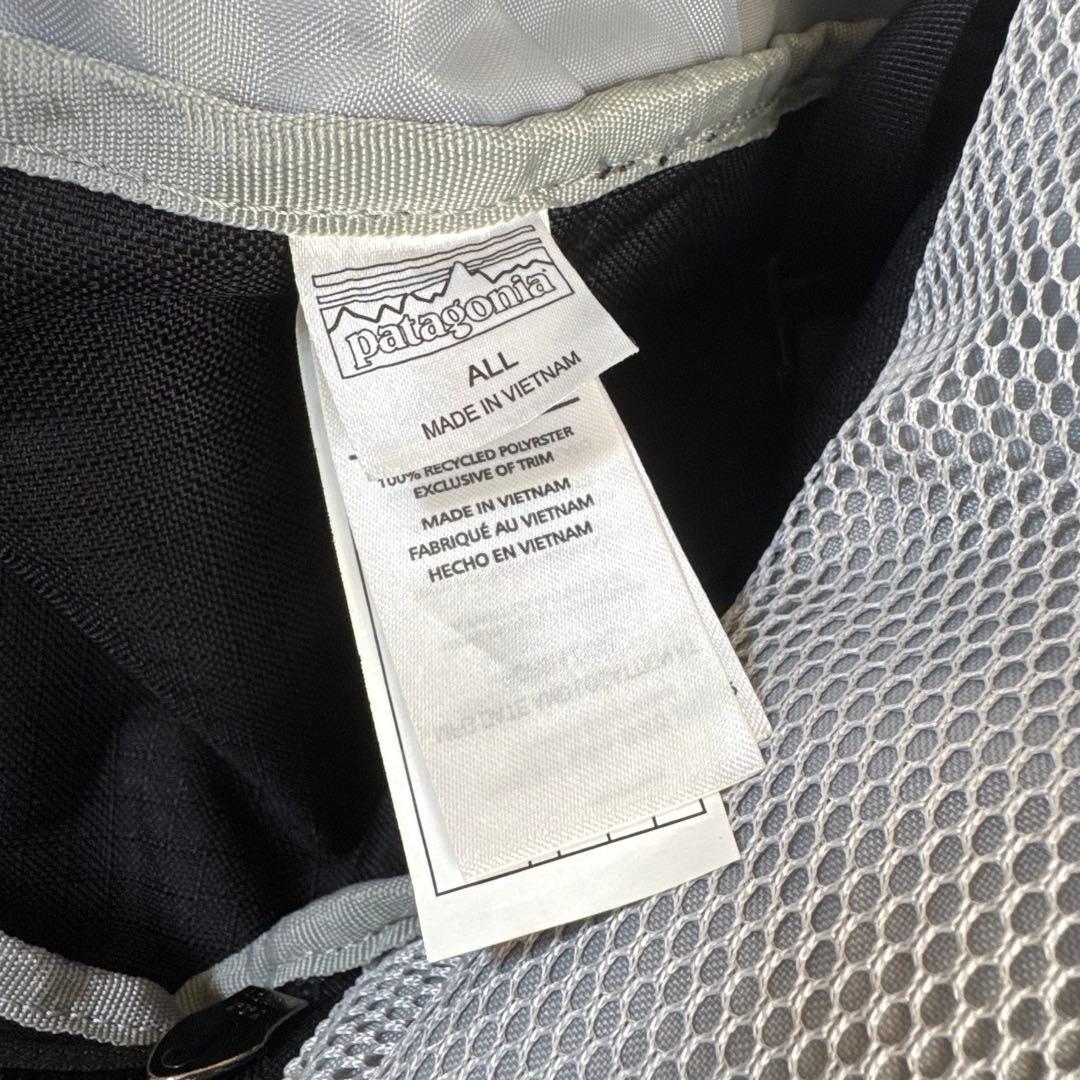 patagonia
ALL
MADE IN VIETNAM
100% RECYCLED POLYRSTER
EXCLUSIVE OF TRIM
MADE IN VIETNAM
FABRIQUÉ AU VIETNAM
HECHO EN VIETNAM